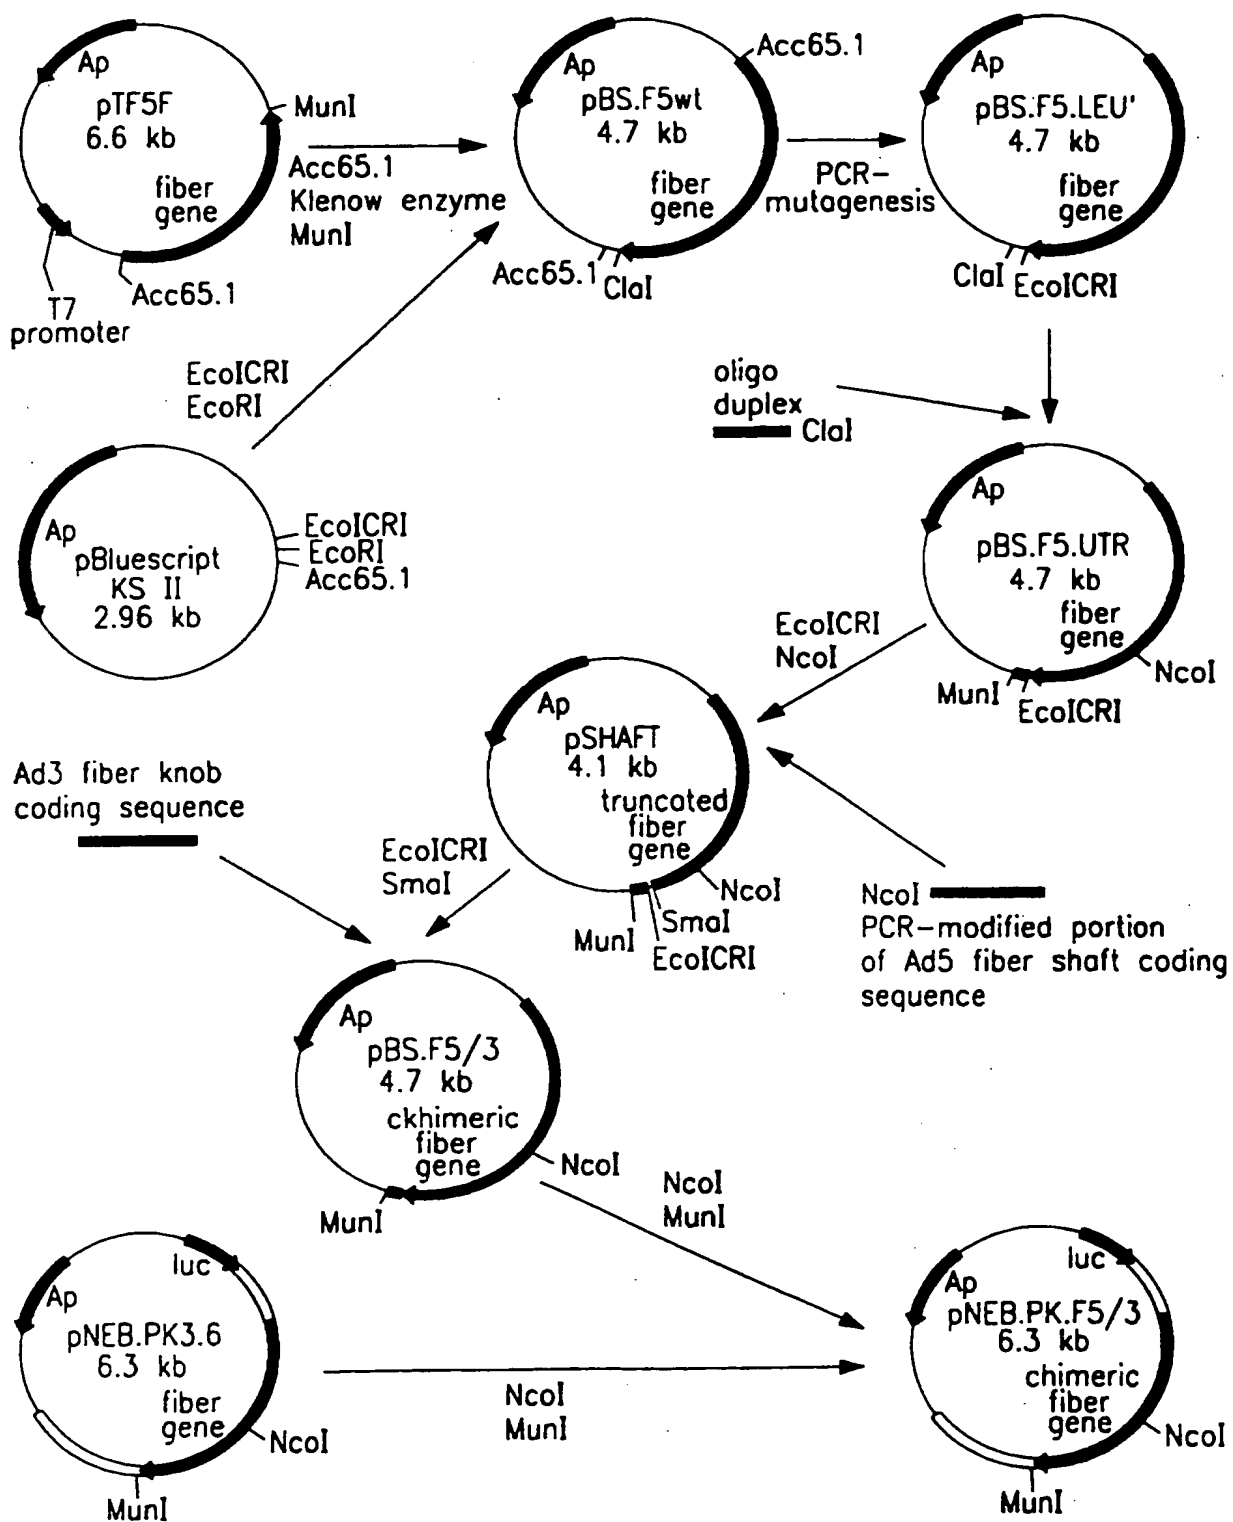 Ap
pTF5F
6.6 kb
fiber
gene
MunI
Acc65.1
T7
promoter
Acc65.1
Klenow enzyme
MunI
Ap
pBS.F5wt
4.7 kb
fiber
gene
Acc65.1
Acc65.1
ClaI
PCR-
mutagenesis
Ap
pBS.F5.LEU'
4.7 kb
fiber
gene
ClaI
EcoICRI
EcoICRI
EcoRI
oligo
duplex
ClaI
Ap
pBluescript
KS II
2.96 kb
EcoICRI
EcoRI
Acc65.1
Ap
pBS.F5.UTR
4.7 kb
fiber
gene
NcoI
MunI
EcoICRI
EcoICRI
NcoI
Ap
pSHAFT
4.1 kb
truncated
fiber
gene
NcoI
SmaI
MunI
EcoICRI
Ad3 fiber knob
coding sequence
EcoICRI
SmaI
NcoI
PCR-modified portion
of Ad5 fiber shaft coding
sequence
Ap
pBS.F5/3
4.7 kb
ckhimeric
fiber
gene
NcoI
MunI
NcoI
MunI
luc
Ap
pNEB.PK3.6
6.3 kb
fiber
gene
NcoI
MunI
NcoI
MunI
luc
Ap
pNEB.PK.F5/3
6.3 kb
chimeric
fiber
gene
NcoI
MunI